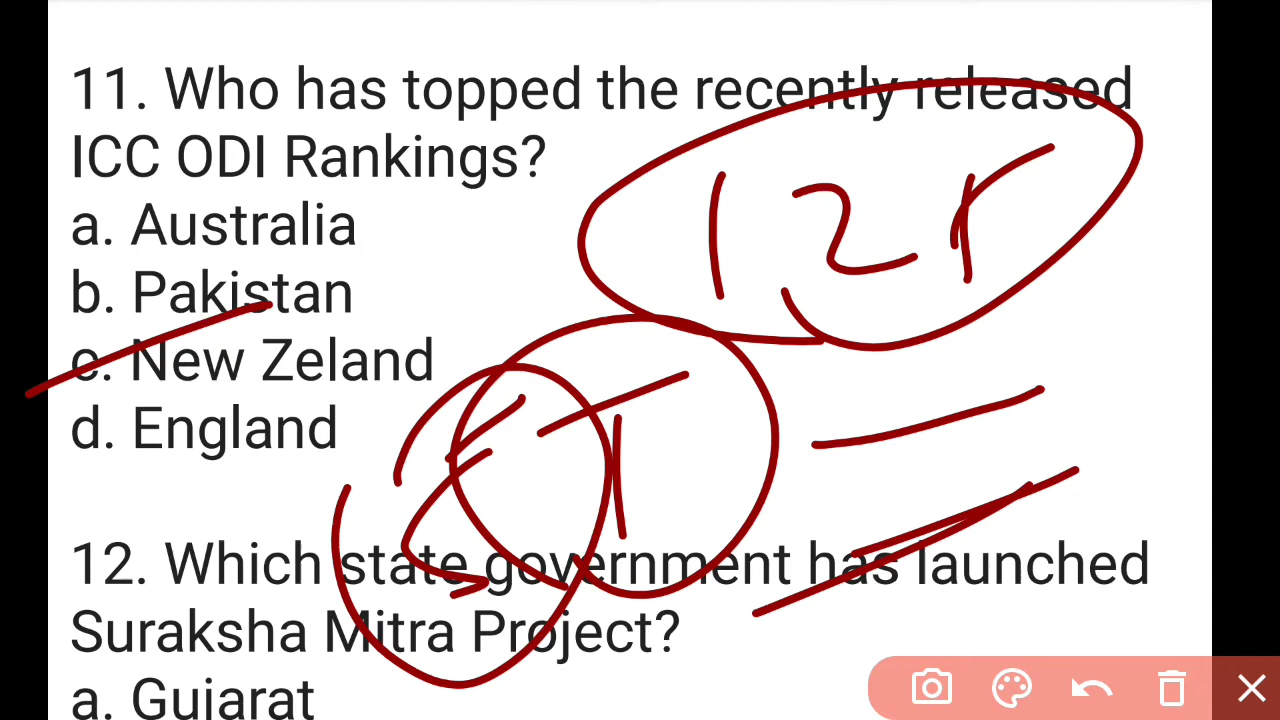 11. Who has topped the recently released
ICC ODI Rankings?
a. Australia
b. Pakistan
c. New Zeland
d. England
12. Which state government has launched
Suraksha Mitra Project?
a. Gujarat